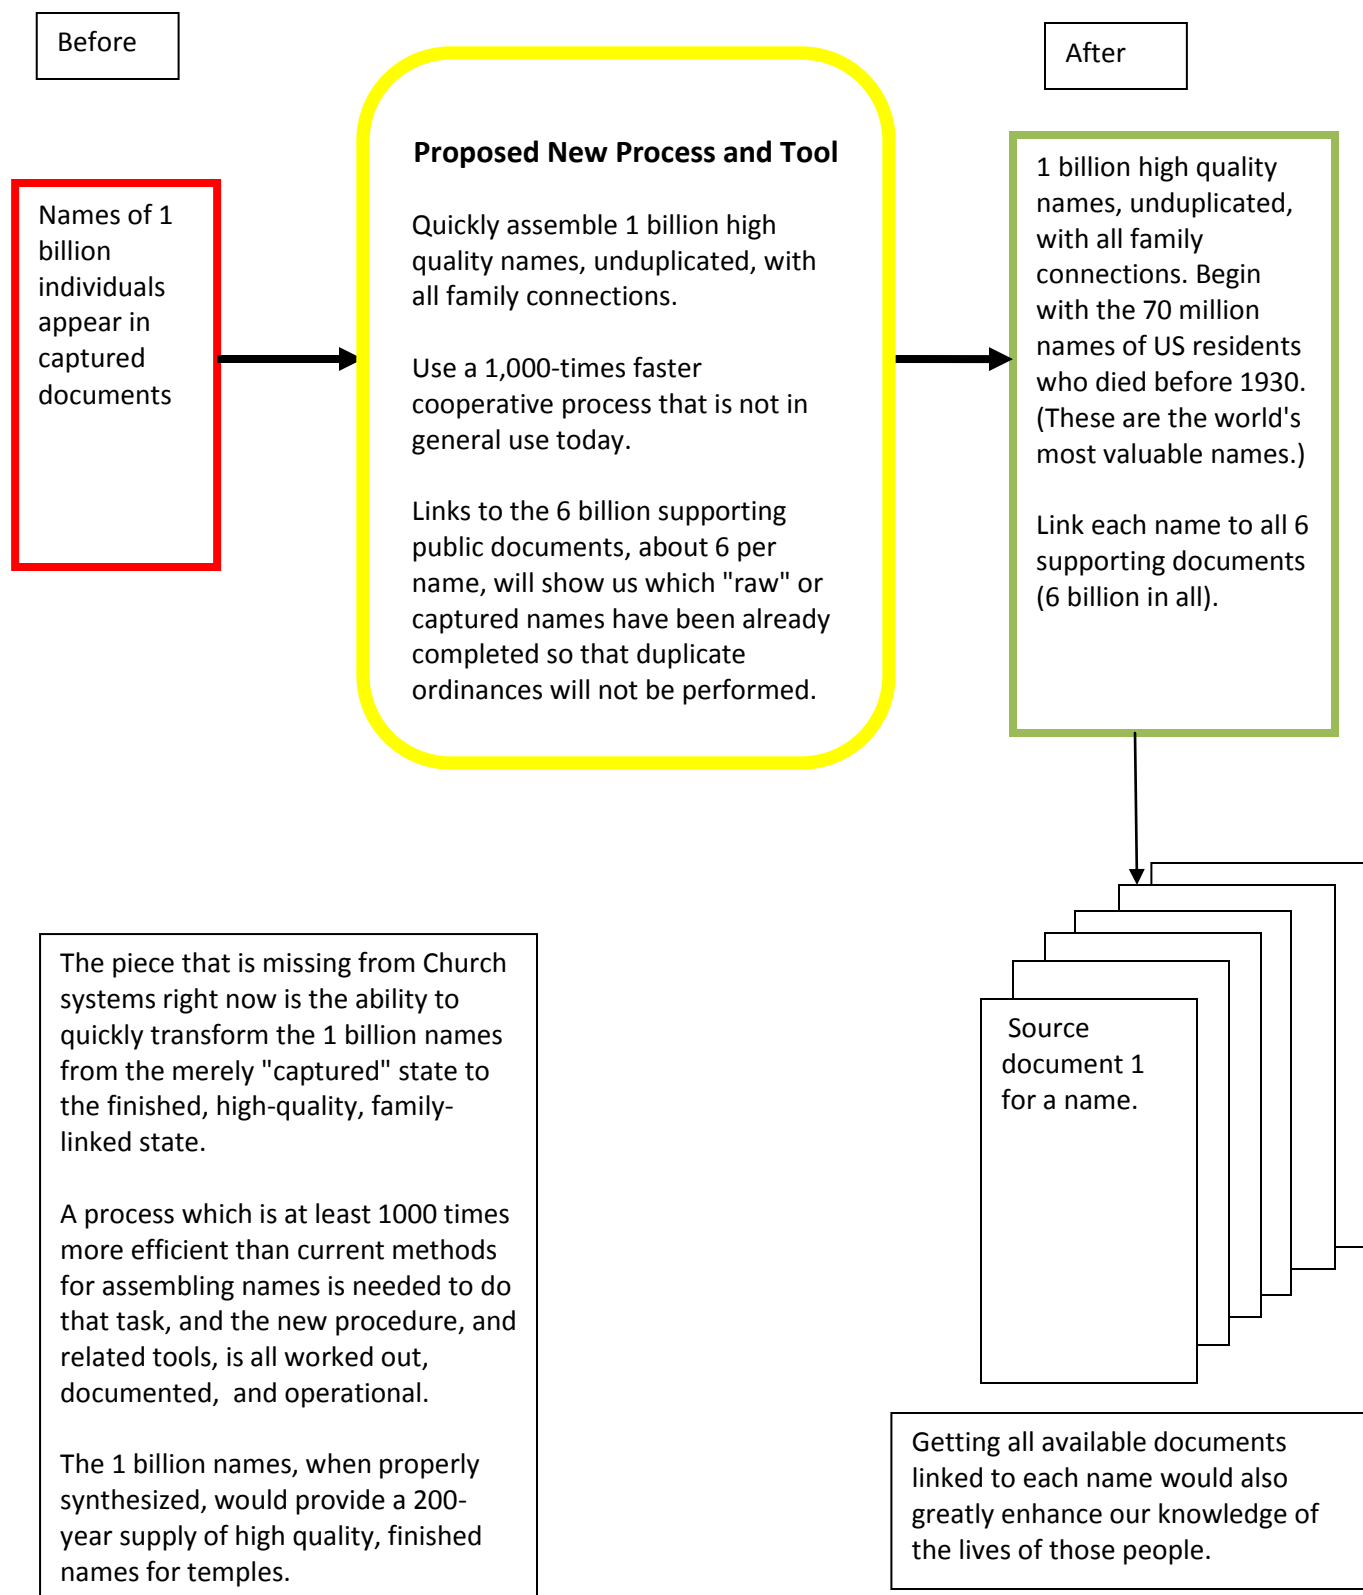 Before
After
Names of 1
billion
individuals
appear in
captured
documents
Proposed New Process and Tool
Quickly assemble 1 billion high
quality names, unduplicated, with
all family connections.
Use a 1,000-times faster
cooperative process that is not in
general use today.
Links to the 6 billion supporting
public documents, about 6 per
name, will show us which "raw" or
captured names have been already
completed so that duplicate
ordinances will not be performed.
1 billion high quality
names, unduplicated,
with all family
connections. Begin
with the 70 million
names of US residents
who died before 1930.
(These are the world's
most valuable names.)
Link each name to all 6
supporting documents
(6 billion in all).
The piece that is missing from Church
systems right now is the ability to
quickly transform the 1 billion names
from the merely "captured" state to
the finished, high-quality, family-
linked state.
A process which is at least 1000 times
more efficient than current methods
for assembling names is needed to do
that task, and the new procedure, and
related tools, is all worked out,
documented,  and operational.
The 1 billion names, when properly
synthesized, would provide a 200-
year supply of high quality, finished
names for temples.
Source
document 1
for a name.
Getting all available documents
linked to each name would also
greatly enhance our knowledge of
the lives of those people.